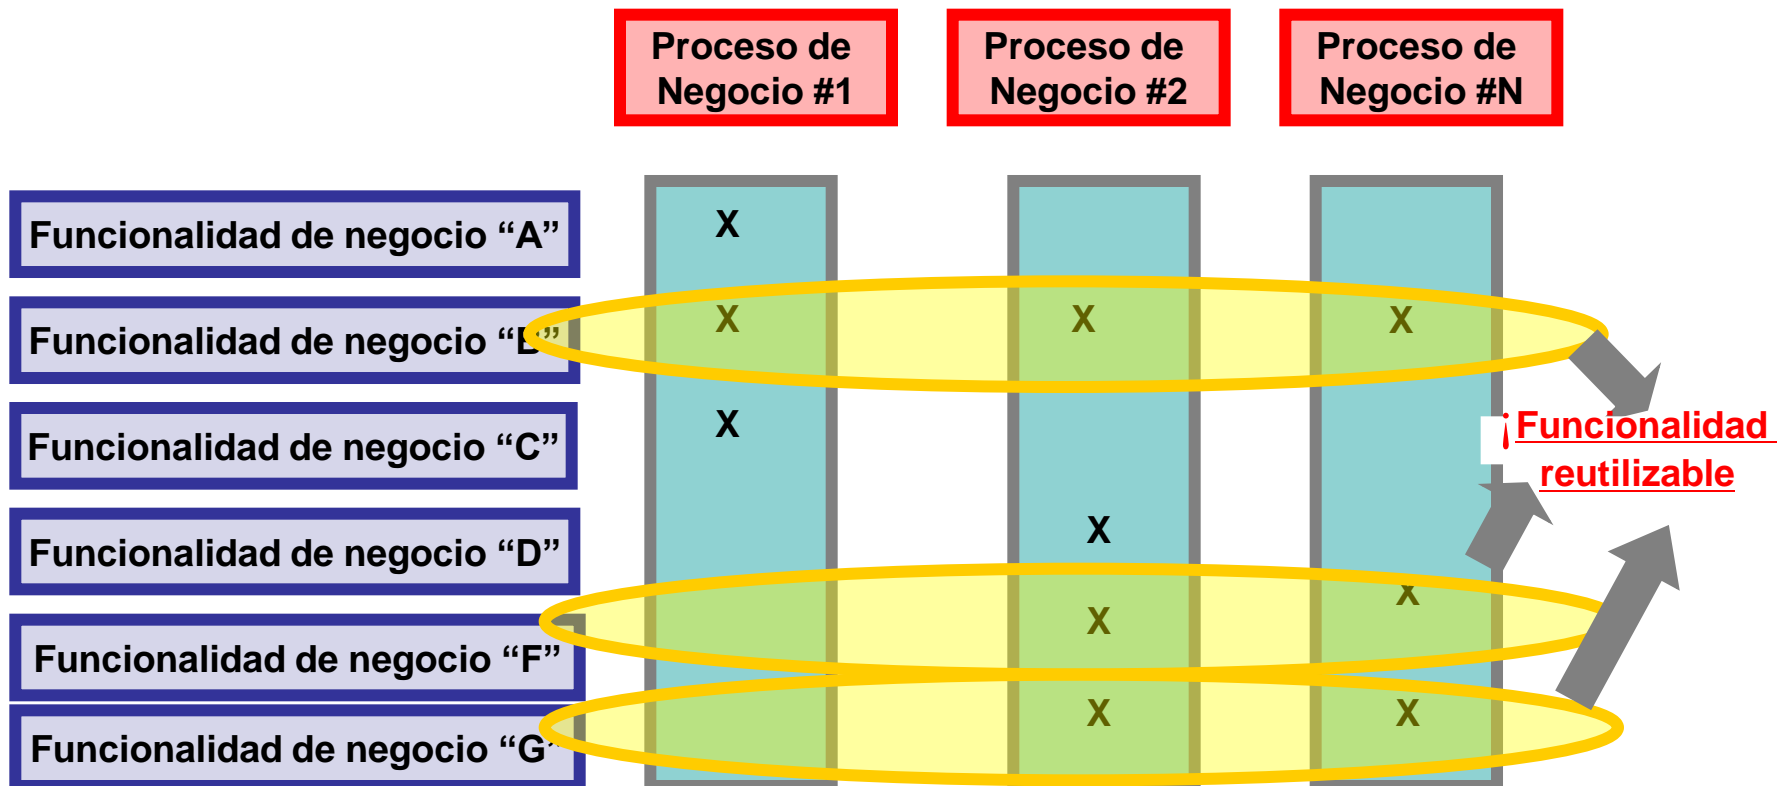 Proceso de
Negocio #1
Proceso de
Negocio #2
Proceso de
Negocio #N
Funcionalidad de negocio “A”
X
Funcionalidad de negocio “B”
X X X
Funcionalidad de negocio “C”
X
Funcionalidad de negocio “D”
X
Funcionalidad de negocio “F”
X X
Funcionalidad de negocio “G”
X X
¡Funcionalidad
reutilizable